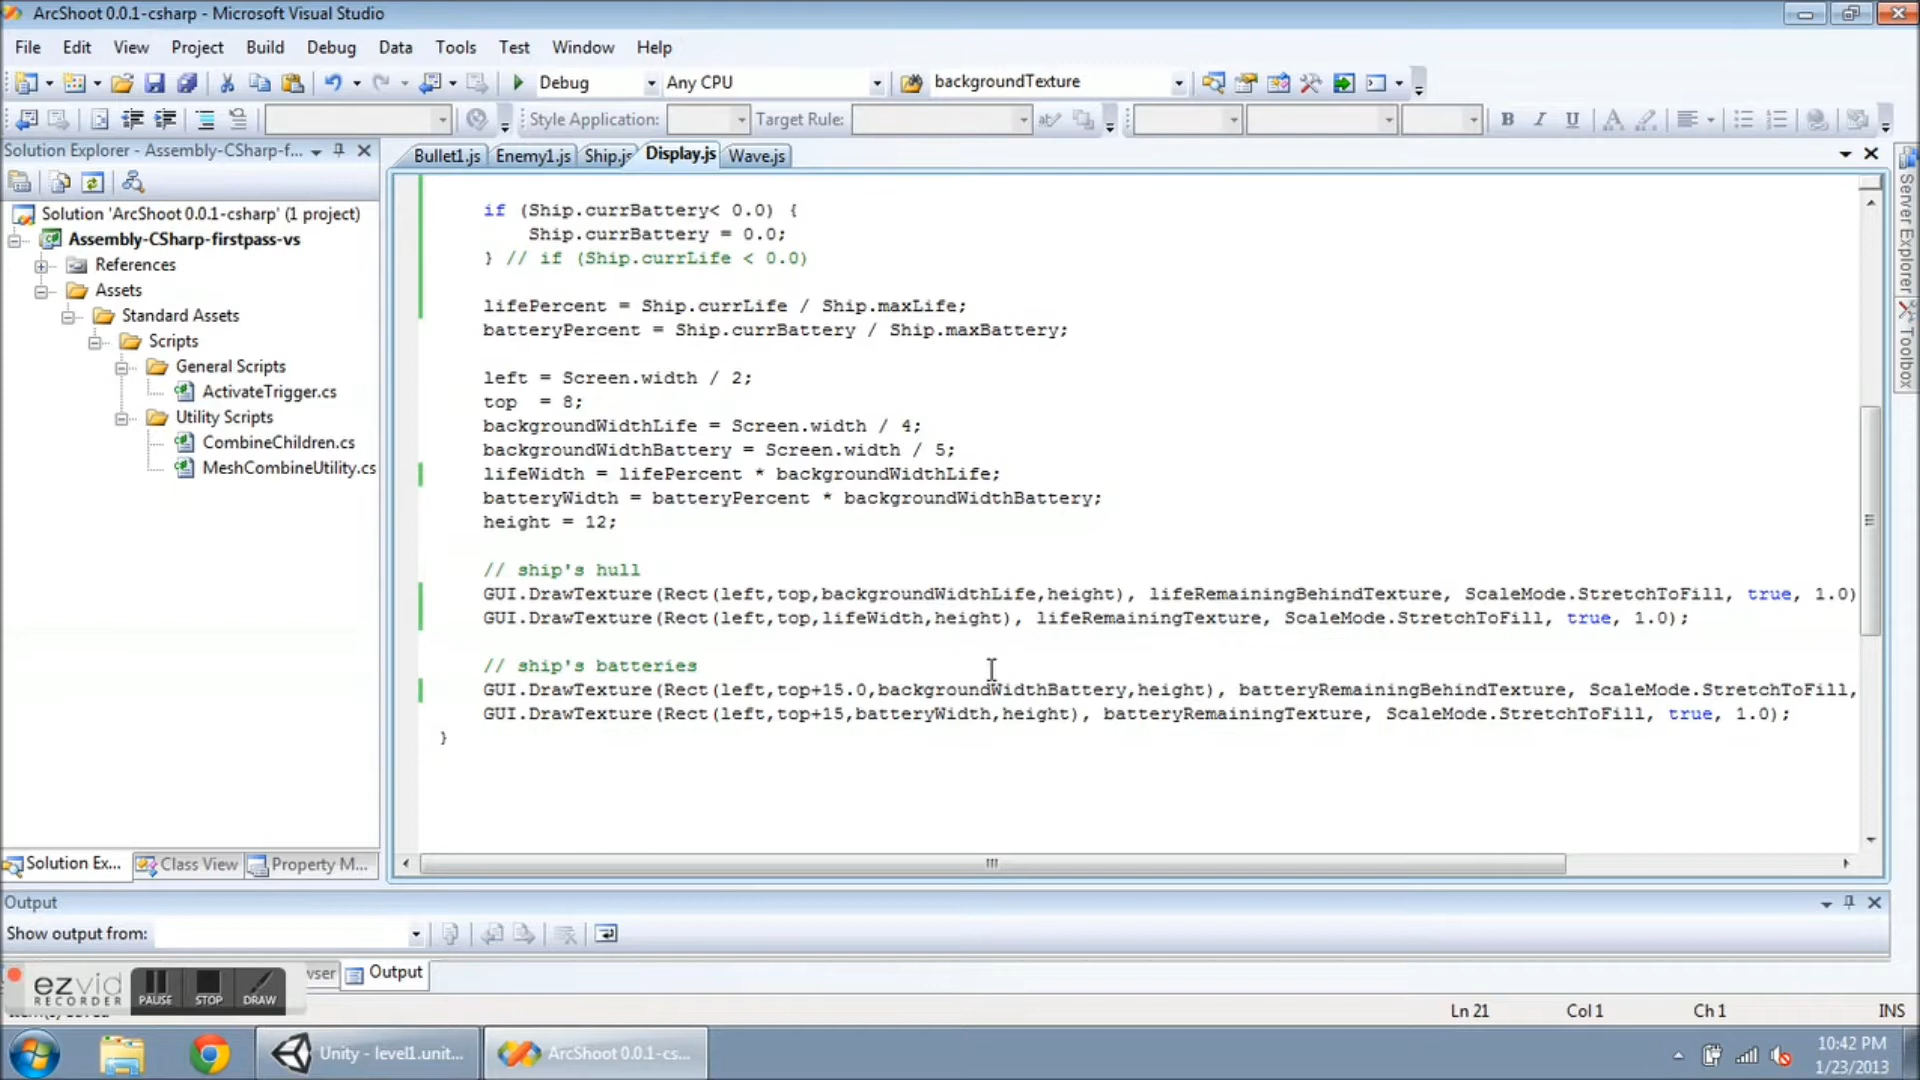 ArcShoot 0.0.1-csharp - Microsoft Visual Studio
File Edit View Project Build Debug Data Tools Test Window Help
Debug Any CPU backgroundTexture
Style Application: Target Rule: B I U A
Solution Explorer - Assembly-CSharp-f...
Bullet1.js Enemy1.js Ship.js Display.js Wave.js
Solution 'ArcShoot 0.0.1-csharp' (1 project)
Assembly-CSharp-firstpass-vs
References
Assets
Standard Assets
Scripts
General Scripts
ActivateTrigger.cs
Utility Scripts
CombineChildren.cs
MeshCombineUtility.cs
if (Ship.currBattery< 0.0) {
Ship.currBattery = 0.0;
} // if (Ship.currLife < 0.0)
lifePercent = Ship.currLife / Ship.maxLife;
batteryPercent = Ship.currBattery / Ship.maxBattery;
left = Screen.width / 2;
top = 8;
backgroundWidthLife = Screen.width / 4;
backgroundWidthBattery = Screen.width / 5;
lifeWidth = lifePercent * backgroundWidthLife;
batteryWidth = batteryPercent * backgroundWidthBattery;
height = 12;
// ship's hull
GUI.DrawTexture(Rect(left,top,backgroundWidthLife,height), lifeRemainingBehindTexture, ScaleMode.StretchToFill, true, 1.0)
GUI.DrawTexture(Rect(left,top,lifeWidth,height), lifeRemainingTexture, ScaleMode.StretchToFill, true, 1.0);
// ship's batteries
GUI.DrawTexture(Rect(left,top+15.0,backgroundWidthBattery,height), batteryRemainingBehindTexture, ScaleMode.StretchToFill,
GUI.DrawTexture(Rect(left,top+15,batteryWidth,height), batteryRemainingTexture, ScaleMode.StretchToFill, true, 1.0);
}
Server Explorer
Toolbox
Solution Ex... Class View Property M...
Output
Show output from:
wser Output
ezvid
RECORDER PAUSE STOP DRAW
Ln 21 Col 1 Ch 1 INS
Unity - level1.unit... ArcShoot 0.0.1-cs...
10:42 PM
1/23/2013